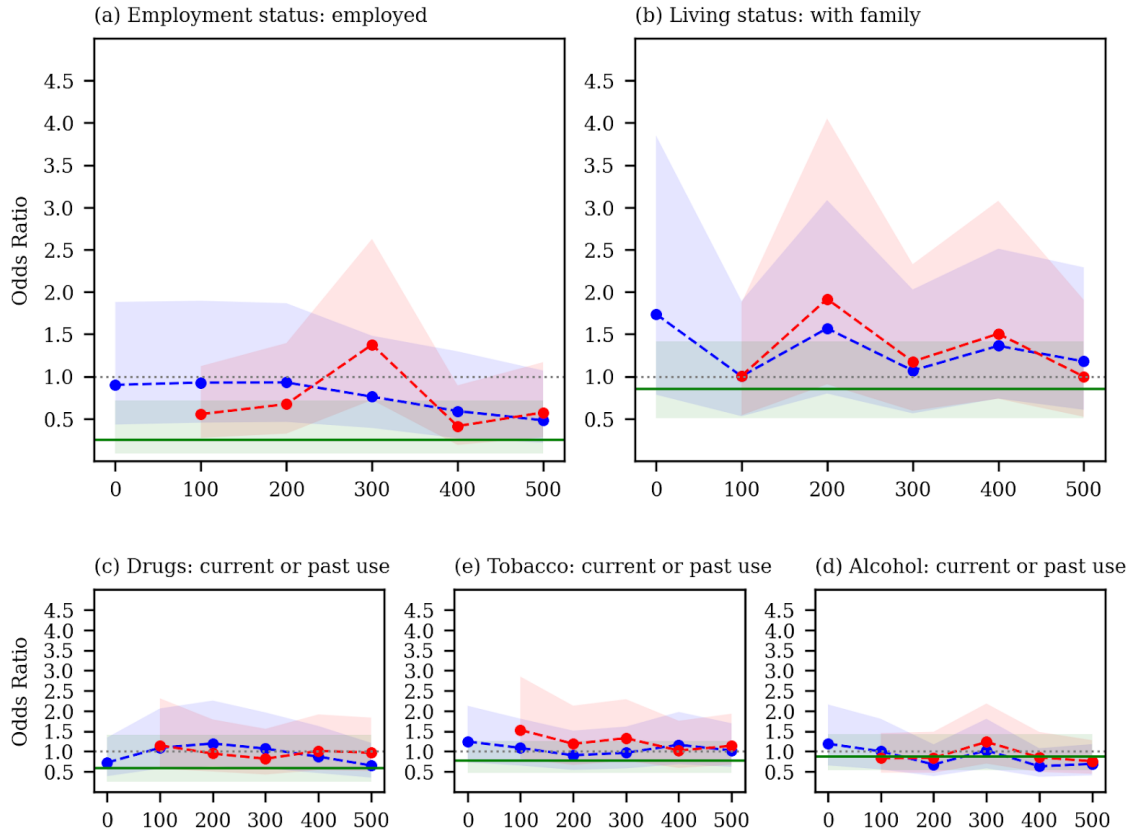 (a) Employment status: employed
(b) Living status: with family
4.5 4.5
4.0 4.0
3.5 3.5
3.0 3.0
2.5 2.5
2.0 2.0
1.5 1.5
1.0 1.0
0.5 0.5
Odds Ratio
0 100 200 300 400 500
0 100 200 300 400 500
(c) Drugs: current or past use
(e) Tobacco: current or past use
(d) Alcohol: current or past use
4.5 4.5 4.5
4.0 4.0 4.0
3.5 3.5 3.5
3.0 3.0 3.0
2.5 2.5 2.5
2.0 2.0 2.0
1.5 1.5 1.5
1.0 1.0 1.0
0.5 0.5 0.5
Odds Ratio
0 100 200 300 400 500
0 100 200 300 400 500
0 100 200 300 400 500